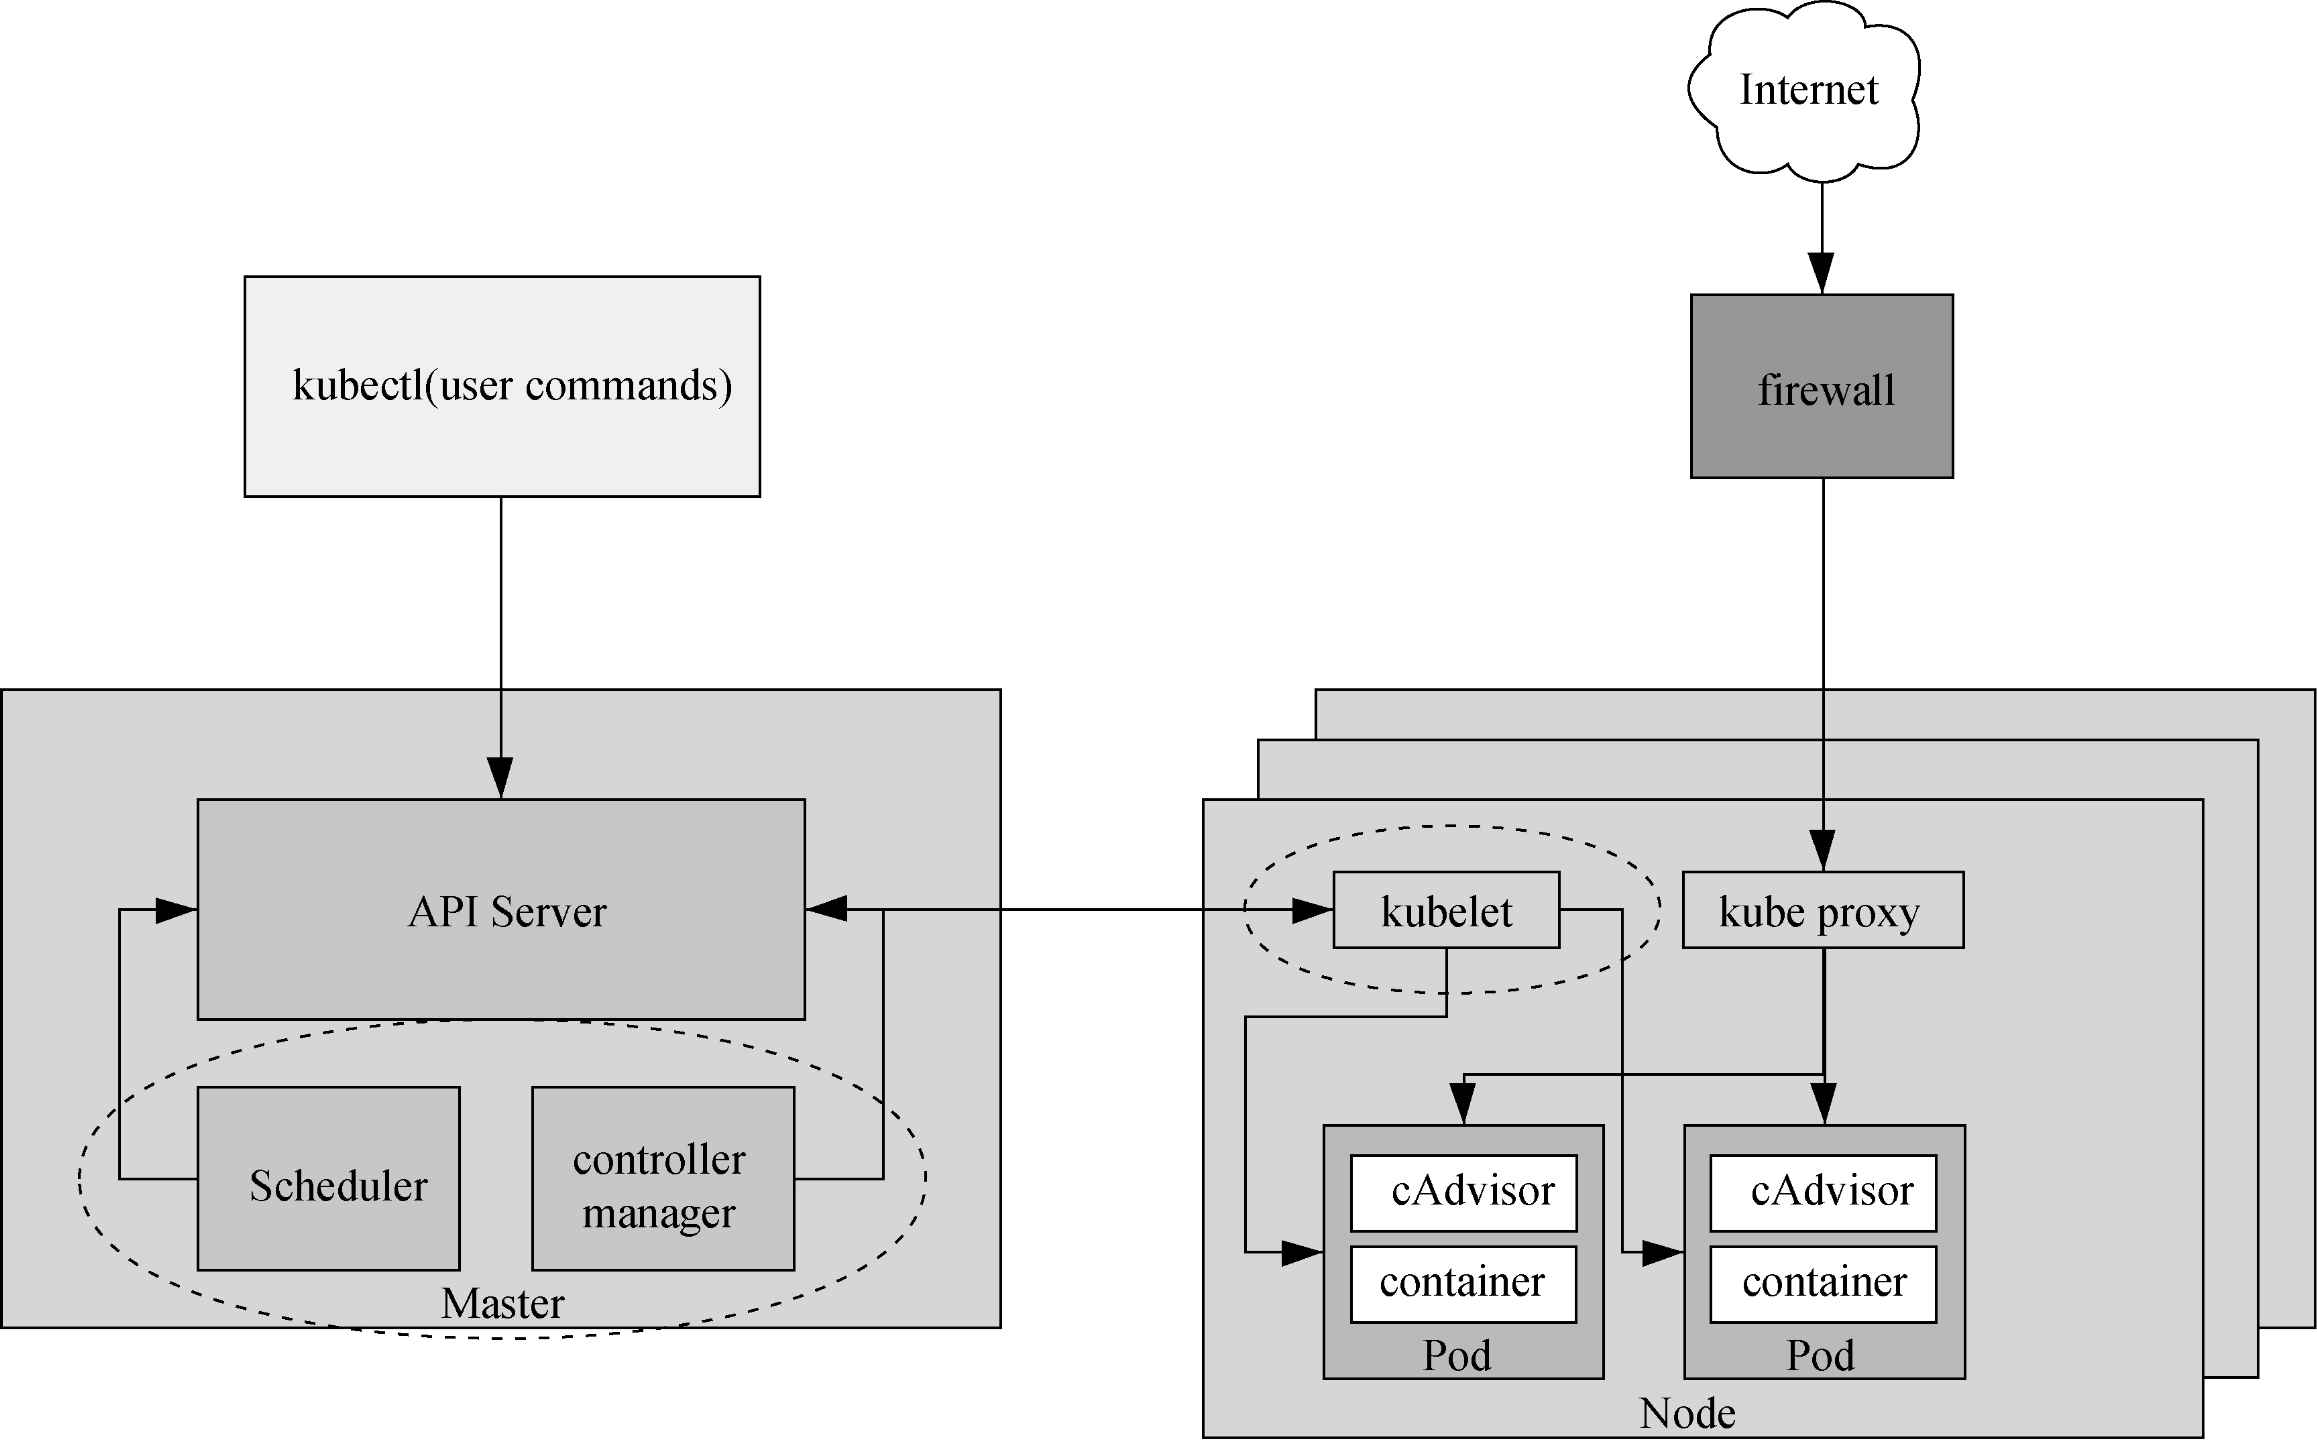 Internet
kubectl(user commands)
firewall
API Server
kubelet
kube proxy
Scheduler
controller
manager
Master
cAdvisor
container
Pod
cAdvisor
container
Pod
Node